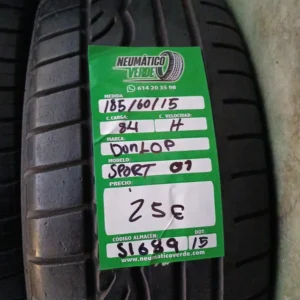 NEUMÁTICO
VERDE
614 20 35 98
MEDIDA:
185/60/15
C. CARGA: C. VELOCIDAD:
84 H
MARCA:
DUNLOP
MODELO:
SPORT 01
PRECIO:
25€
CÓDIGO ALMACÉN: DOT:
S1689 15
www.neumaticoverde.com